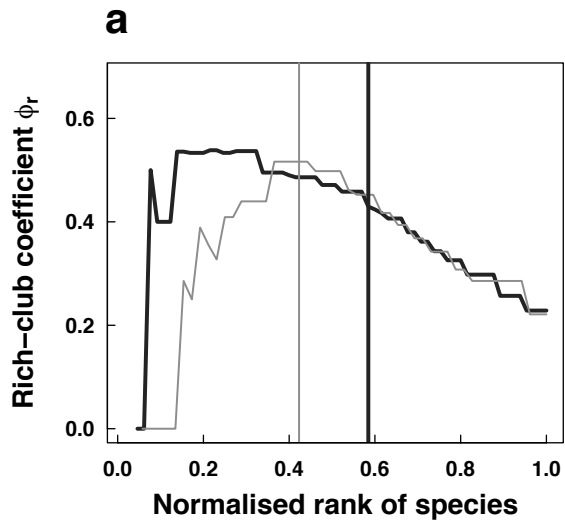 a
Rich−club coefficient ϕr
0.6
0.4
0.2
0.0
0.0 0.2 0.4 0.6 0.8 1.0
Normalised rank of species